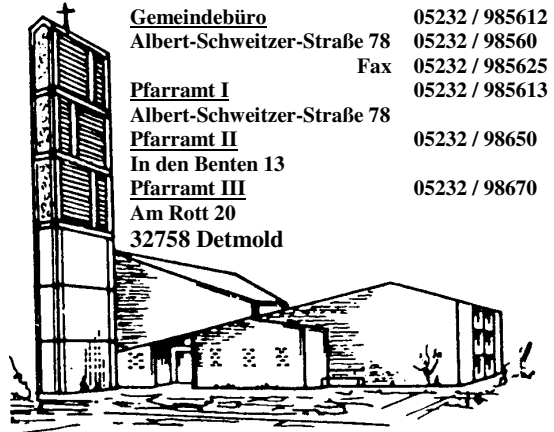 Gemeindebüro 05232 / 985612
Albert-Schweitzer-Straße 78 05232 / 98560
Fax 05232 / 985625
Pfarramt I 05232 / 985613
Albert-Schweitzer-Straße 78
Pfarramt II 05232 / 98650
In den Benten 13
Pfarramt III 05232 / 98670
Am Rott 20
32758 Detmold